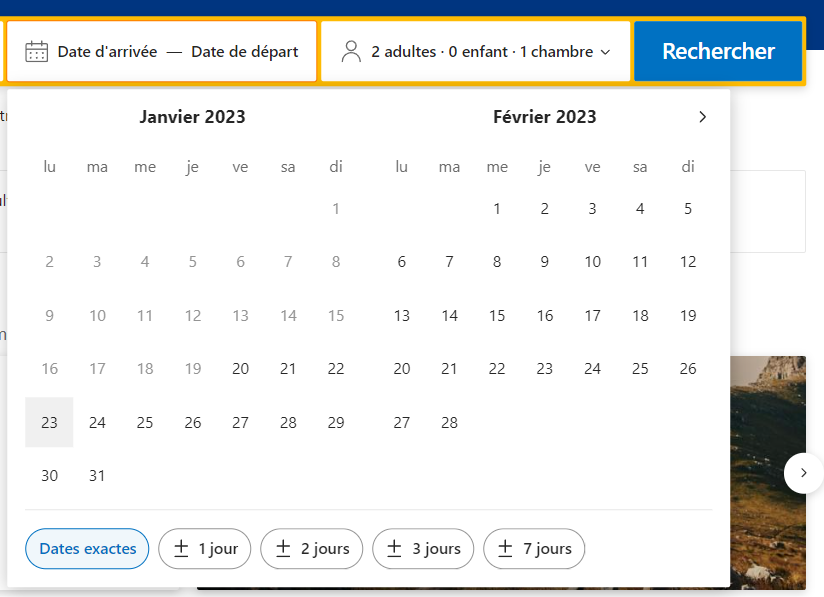 Date d'arrivée — Date de départ
2 adultes · 0 enfant · 1 chambre
Rechercher
Janvier 2023
Février 2023
lu ma me je ve sa di
lu ma me je ve sa di
1
1 2 3 4 5
2 3 4 5 6 7 8
6 7 8 9 10 11 12
9 10 11 12 13 14 15
13 14 15 16 17 18 19
16 17 18 19 20 21 22
20 21 22 23 24 25 26
23 24 25 26 27 28 29
27 28
30 31
Dates exactes
± 1 jour
± 2 jours
± 3 jours
± 7 jours